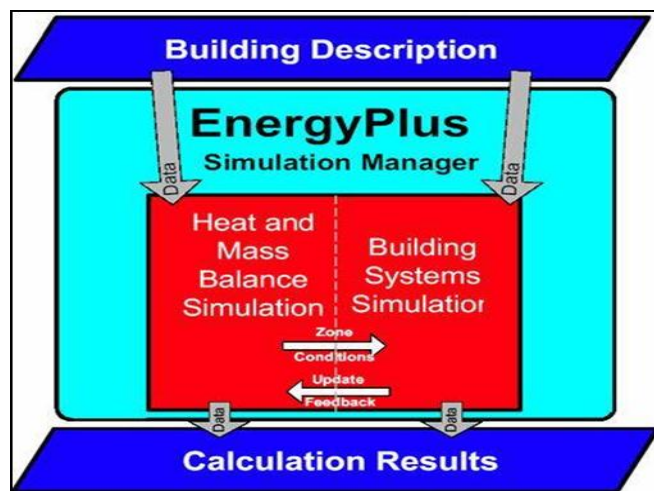 Building Description
EnergyPlus
Simulation Manager
Data
Data
Heat and
Mass
Balance
Simulation
Building
Systems
Simulation
Zone
Conditions
Update
Feedback
Data
Data
Calculation Results